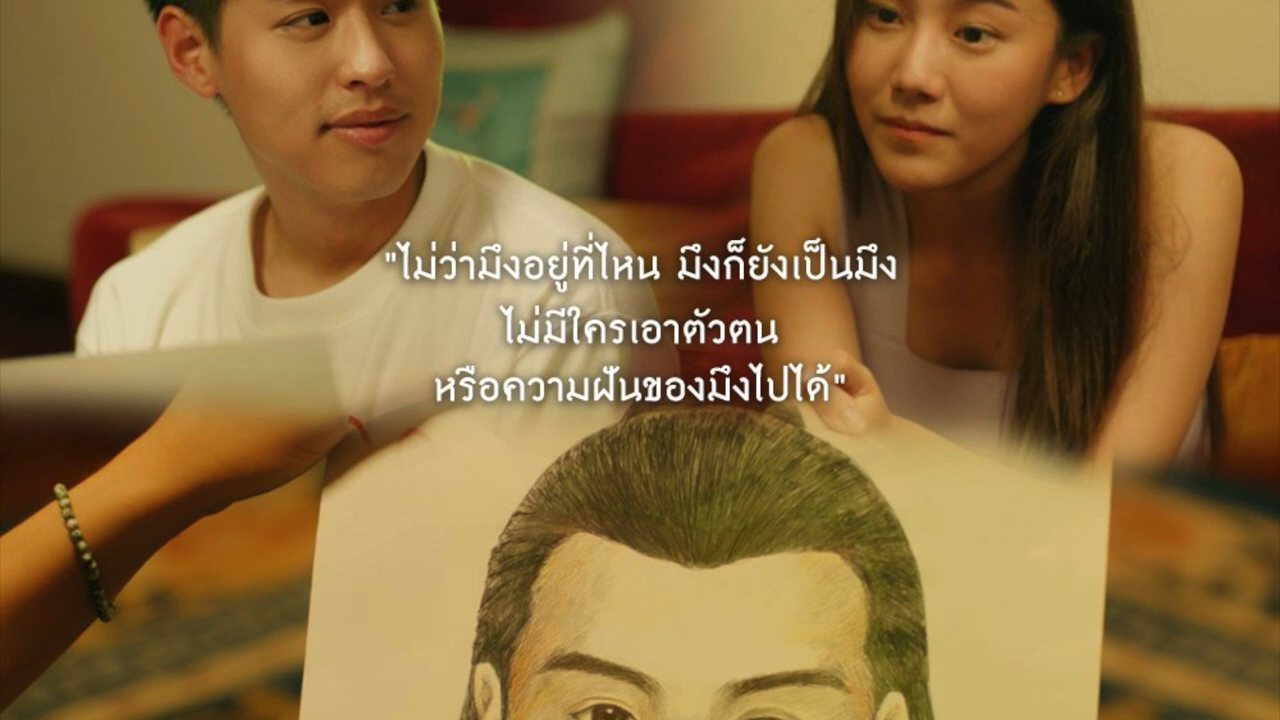 "ไม่ว่ามึงอยู่ที่ไหน มึงก็ยังเป็นมึง
ไม่มีใครเอาตัวตน
หรือความฝันของมึงไปได้"